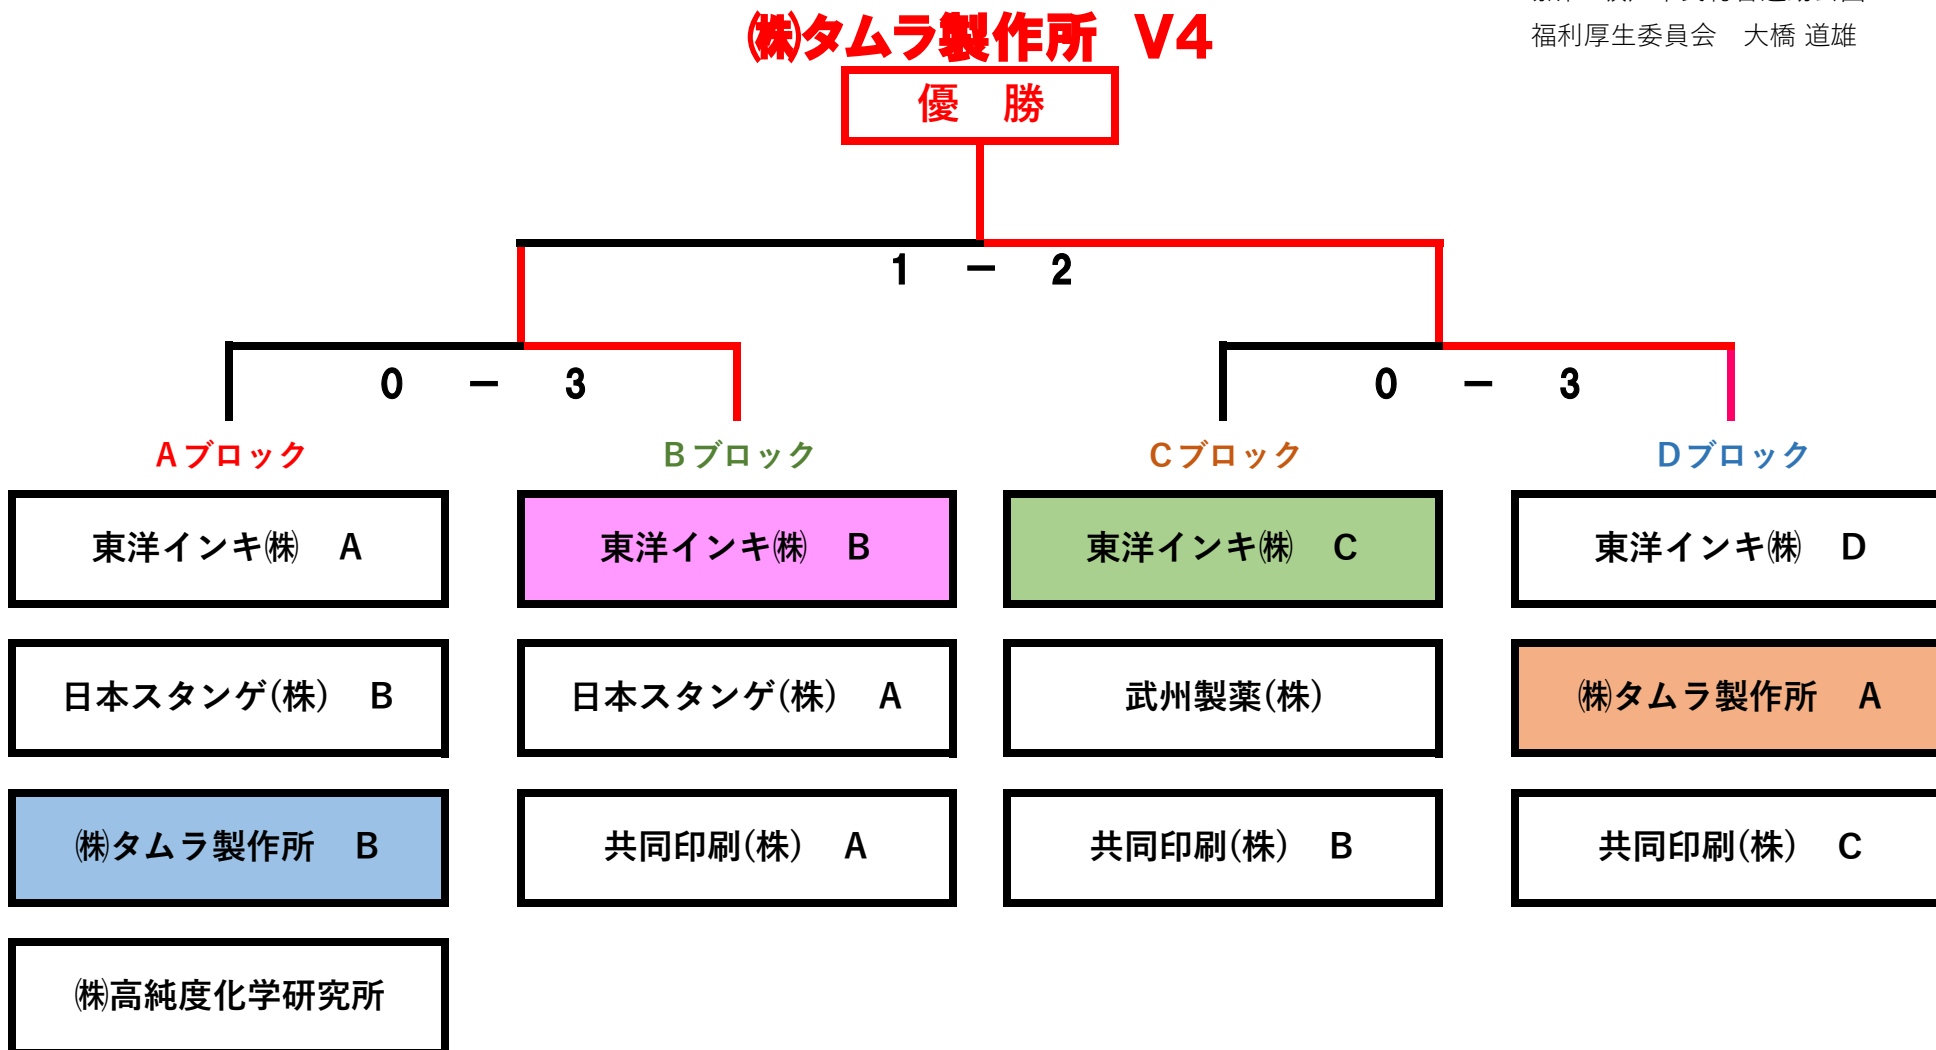 ㈱タムラ製作所　V4
福利厚生委員会　大橋 道雄
優　勝
1　－　2
0　－　3
0　－　3
Aブロック
Bブロック
Cブロック
Dブロック
東洋インキ㈱　A
東洋インキ㈱　B
東洋インキ㈱　C
東洋インキ㈱　D
日本スタンゲ(株)　B
日本スタンゲ(株)　A
武州製薬(株)
㈱タムラ製作所　A
㈱タムラ製作所　B
共同印刷(株)　A
共同印刷(株)　B
共同印刷(株)　C
㈱高純度化学研究所